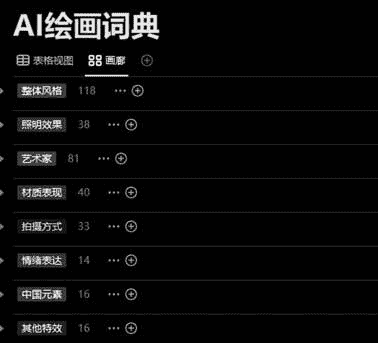 AI绘画词典
表格视图 画廊
整体风格 118
照明效果 38
艺术家 81
材质表现 40
拍摄方式 33
情绪表达 14
中国元素 16
其他特效 16